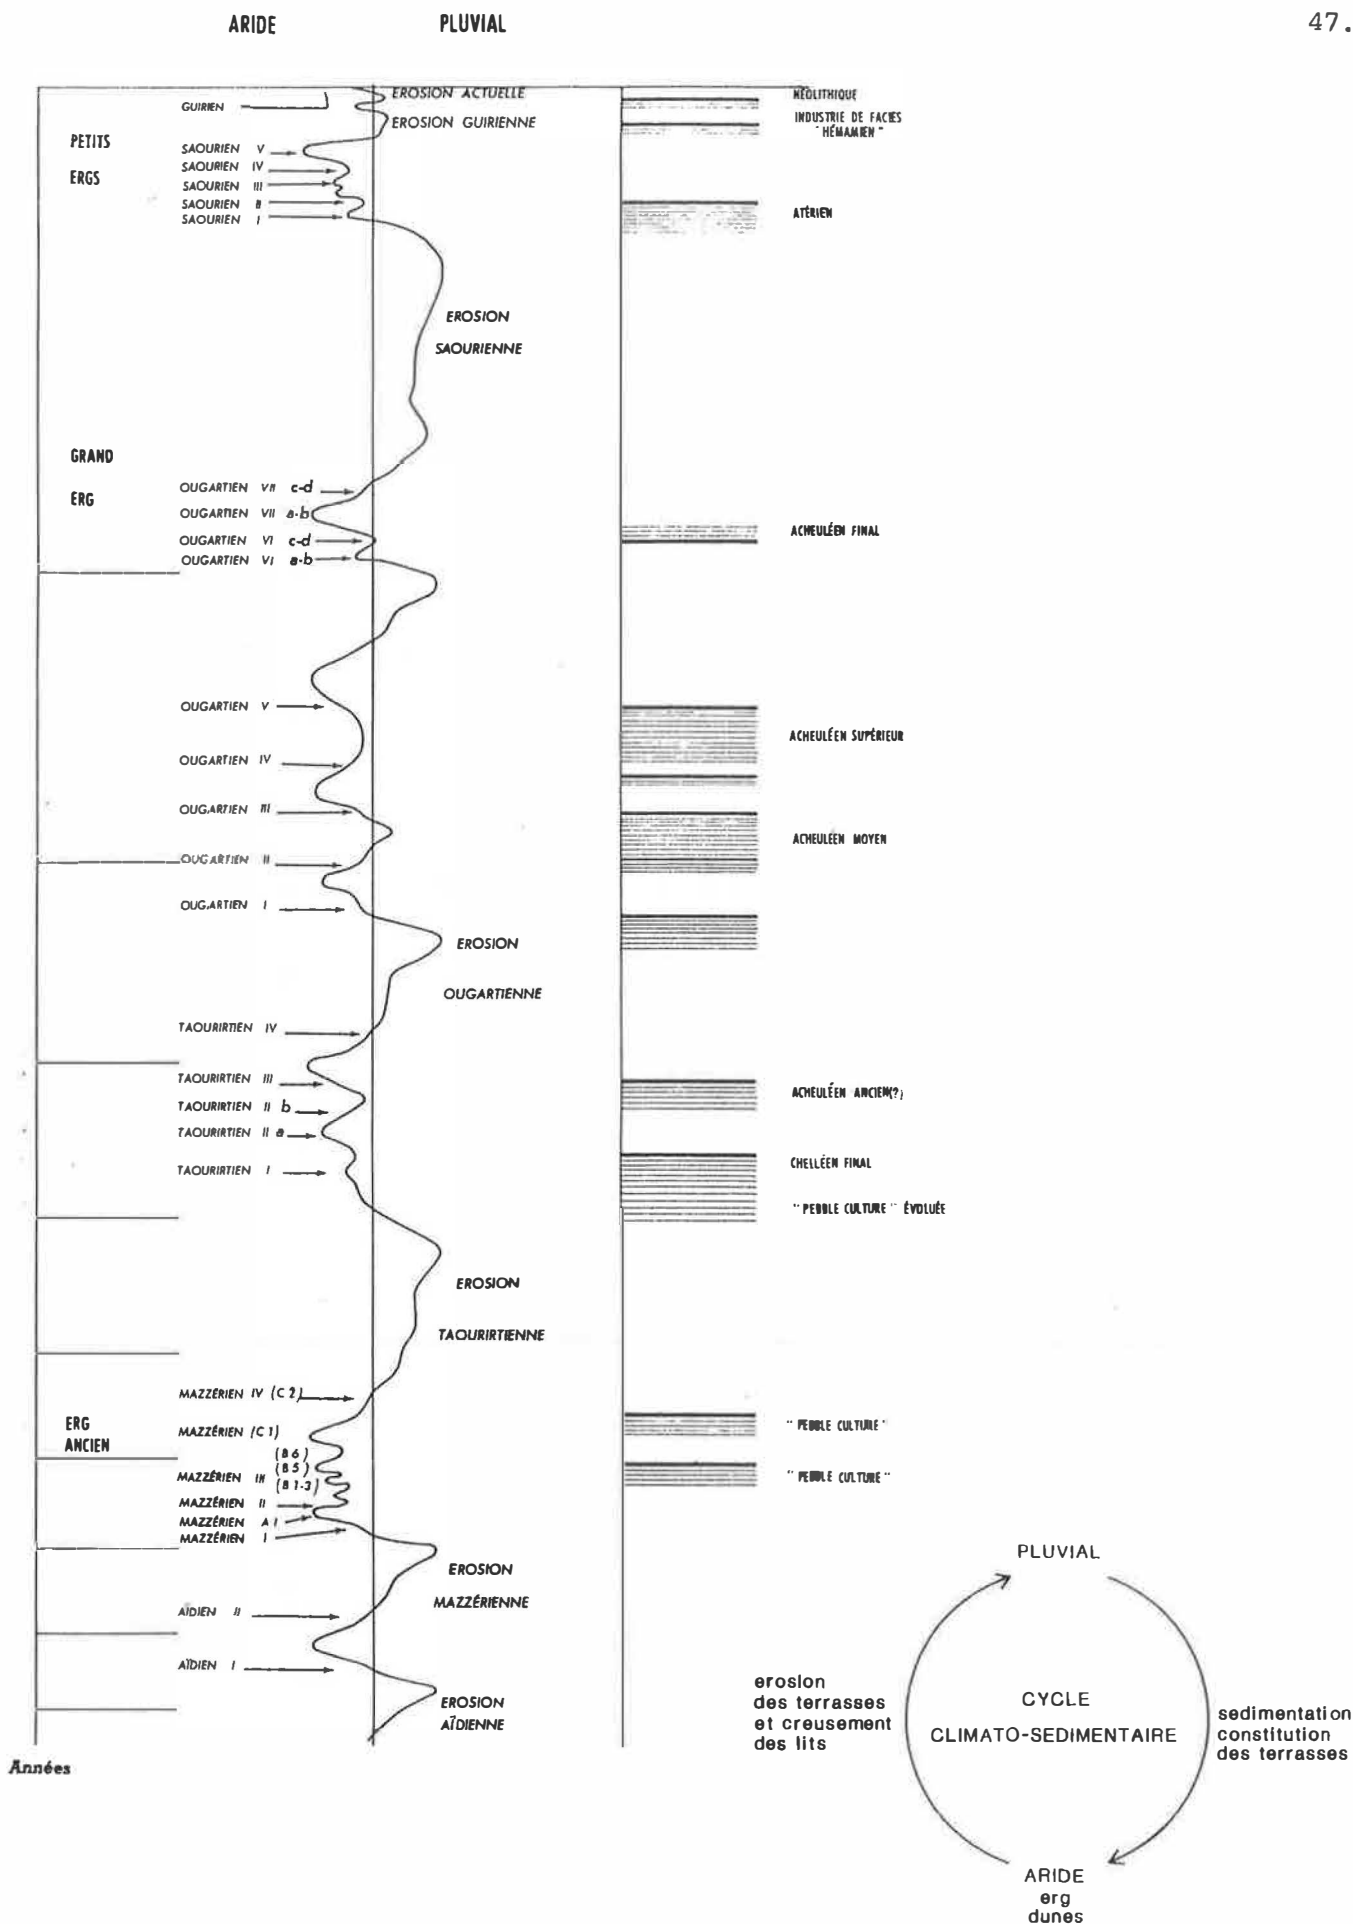 ARIDE
PLUVIAL
47.
GUIRIEN
PETITS
ERGS
SAOURIEN V
SAOURIEN IV
SAOURIEN III
SAOURIEN II
SAOURIEN I
GRAND
ERG
OUGARTIEN VII c-d
OUGARTIEN VII a-b
OUGARTIEN VI c-d
OUGARTIEN VI a-b
OUGARTIEN V
OUGARTIEN IV
OUGARTIEN III
OUGARTIEN II
OUGARTIEN I
TAOURIRTIEN IV
TAOURIRTIEN III
TAOURIRTIEN II b
TAOURIRTIEN II a
TAOURIRTIEN I
MAZZÉRIEN IV (C2)
ERG
ANCIEN
MAZZÉRIEN (C1)
(B6)
(B5)
MAZZÉRIEN III
(B1-3)
MAZZÉRIEN II
MAZZÉRIEN A I
MAZZÉRIEN I
AÏDIEN II
AÏDIEN I
Années
EROSION ACTUELLE
EROSION GUIRIENNE
EROSION
SAOURIENNE
EROSION
OUGARTIENNE
EROSION
TAOURIRTIENNE
EROSION
MAZZÉRIENNE
EROSION
AÏDIENNE
NÉOLITHIQUE
INDUSTRIE DE FACIES
"HÉMAMIEN"
ATÉRIEN
ACHEULÉEN FINAL
ACHEULÉEN SUPÉRIEUR
ACHEULÉEN MOYEN
ACHEULÉEN ANCIEN(?)
CHELLÉEN FINAL
"PEBBLE CULTURE" ÉVOLUÉE
"PEBBLE CULTURE"
"PEBBLE CULTURE"
PLUVIAL
erosion
des terrasses
et creusement
des lits
CYCLE
CLIMATO-SEDIMENTAIRE
sedimentation
constitution
des terrasses
ARIDE
erg
dunes